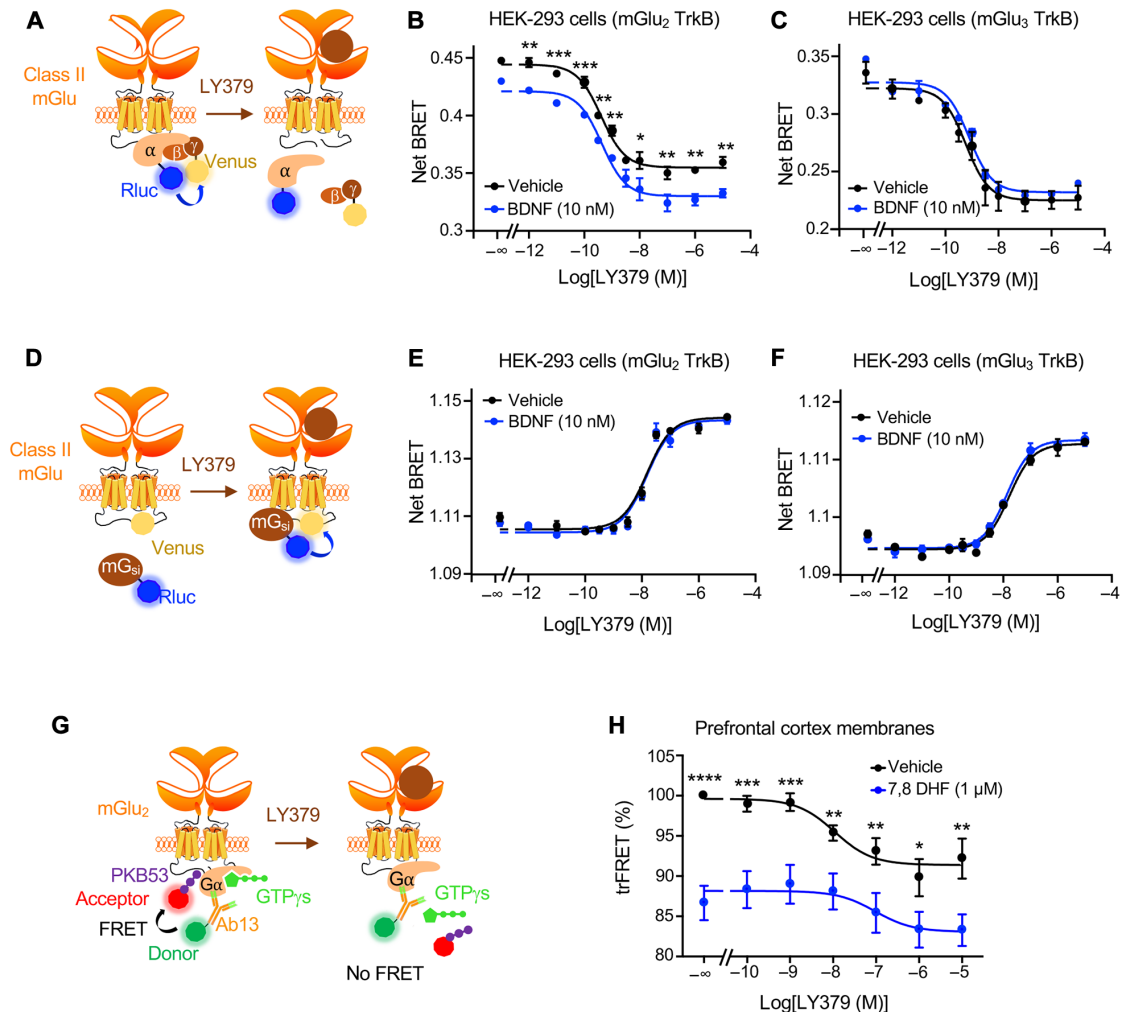 A
Class II
mGlu
LY379
α
β
γ
Venus
Rluc
α
β
γ
B
HEK-293 cells (mGlu₂ TrkB)
Net BRET
0.45
0.4
0.35
0.3
** *** *** ** ** * ** ** **
Vehicle
BDNF (10 nM)
–∞ –12 –10 –8 –6 –4
Log[LY379 (M)]
C
HEK-293 cells (mGlu₃ TrkB)
Net BRET
0.35
0.3
0.25
0.2
Vehicle
BDNF (10 nM)
–∞ –12 –10 –8 –6 –4
Log[LY379 (M)]
D
Class II
mGlu
LY379
Venus
mGsi
Rluc
mGsi
E
HEK-293 cells (mGlu₂ TrkB)
Net BRET
1.15
1.13
1.11
1.09
Vehicle
BDNF (10 nM)
–∞ –12 –10 –8 –6 –4
Log[LY379 (M)]
F
HEK-293 cells (mGlu₃ TrkB)
Net BRET
1.12
1.11
1.1
1.09
Vehicle
BDNF (10 nM)
–∞ –12 –10 –8 –6 –4
Log[LY379 (M)]
G
mGlu₂
LY379
PKB53
Acceptor
FRET
Donor
Gα
GTPγs
Ab13
Gα
GTPγs
No FRET
H
Prefrontal cortex membranes
trFRET (%)
105
100
95
90
85
80
**** *** *** ** ** * **
Vehicle
7,8 DHF (1 µM)
–∞ –10 –9 –8 –7 –6 –5
Log[LY379 (M)]